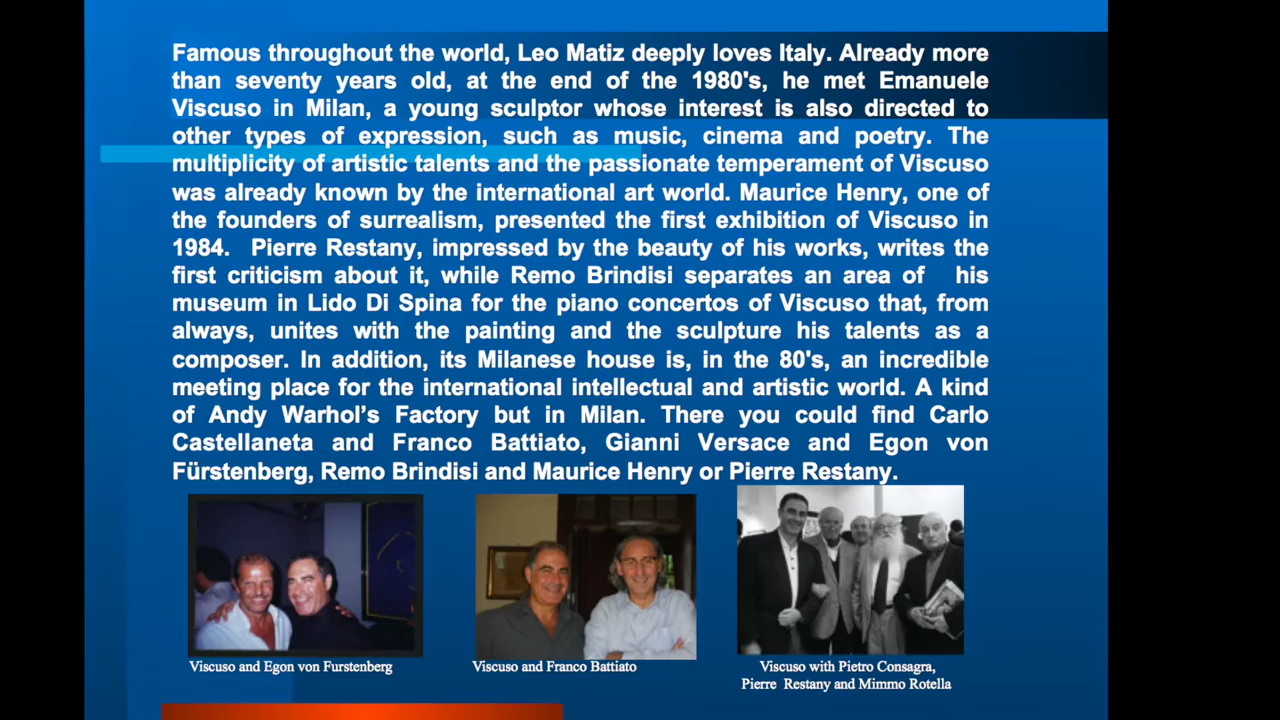 Famous throughout the world, Leo Matiz deeply loves Italy. Already more
than seventy years old, at the end of the 1980's, he met Emanuele
Viscuso in Milan, a young sculptor whose interest is also directed to
other types of expression, such as music, cinema and poetry. The
multiplicity of artistic talents and the passionate temperament of Viscuso
was already known by the international art world. Maurice Henry, one of
the founders of surrealism, presented the first exhibition of Viscuso in
1984. Pierre Restany, impressed by the beauty of his works, writes the
first criticism about it, while Remo Brindisi separates an area of his
museum in Lido Di Spina for the piano concertos of Viscuso that, from
always, unites with the painting and the sculpture his talents as a
composer. In addition, its Milanese house is, in the 80's, an incredible
meeting place for the international intellectual and artistic world. A kind
of Andy Warhol’s Factory but in Milan. There you could find Carlo
Castellaneta and Franco Battiato, Gianni Versace and Egon von
Fürstenberg, Remo Brindisi and Maurice Henry or Pierre Restany.
Viscuso and Egon von Furstenberg
Viscuso and Franco Battiato
Viscuso with Pietro Consagra,
Pierre Restany and Mimmo Rotella